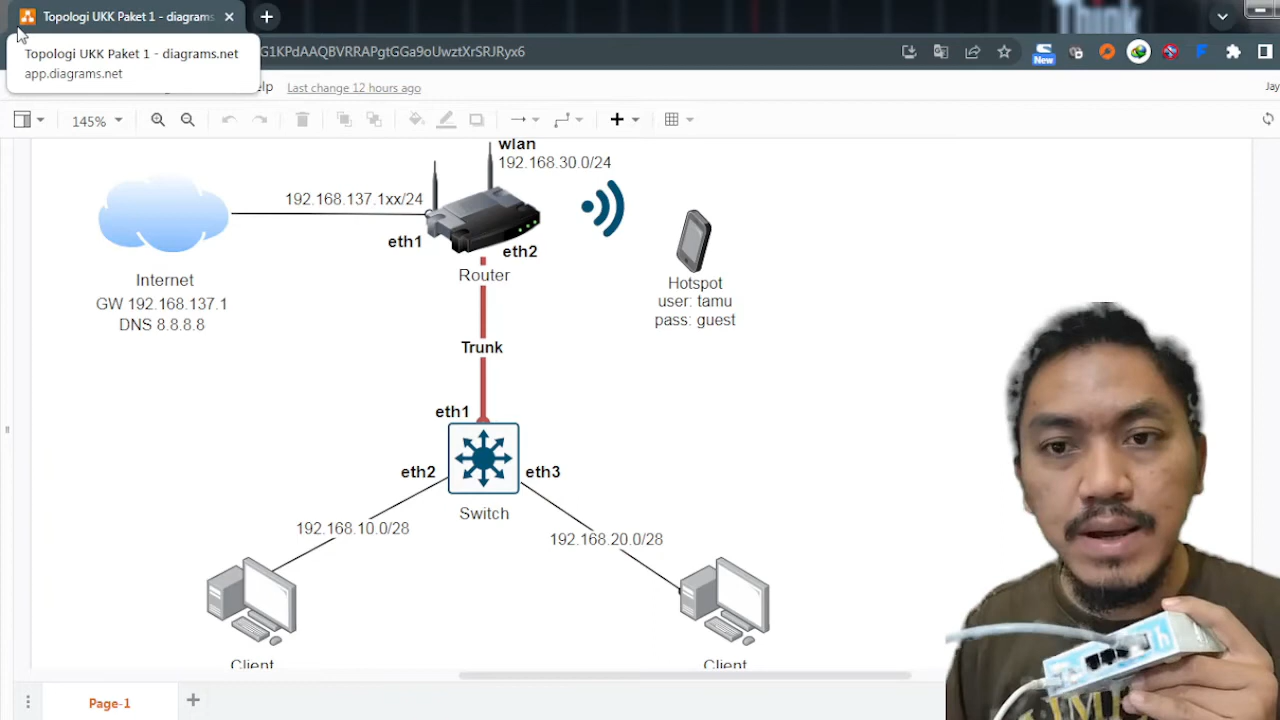 Think
Topologi UKK Paket 1 - diagrams
Topologi UKK Paket 1 - diagrams.net
app.diagrams.net
G1KPdAAQBVRRAPgtGGa9oUwztXrSRJRyx6
New
elp
Last change 12 hours ago
Jay
145%
wlan
192.168.30.0/24
192.168.137.1xx/24
eth1
eth2
Router
Internet
GW 192.168.137.1
DNS 8.8.8.8
Hotspot
user: tamu
pass: guest
Trunk
eth1
eth2
eth3
Switch
192.168.10.0/28
192.168.20.0/28
Client
Client
Page-1